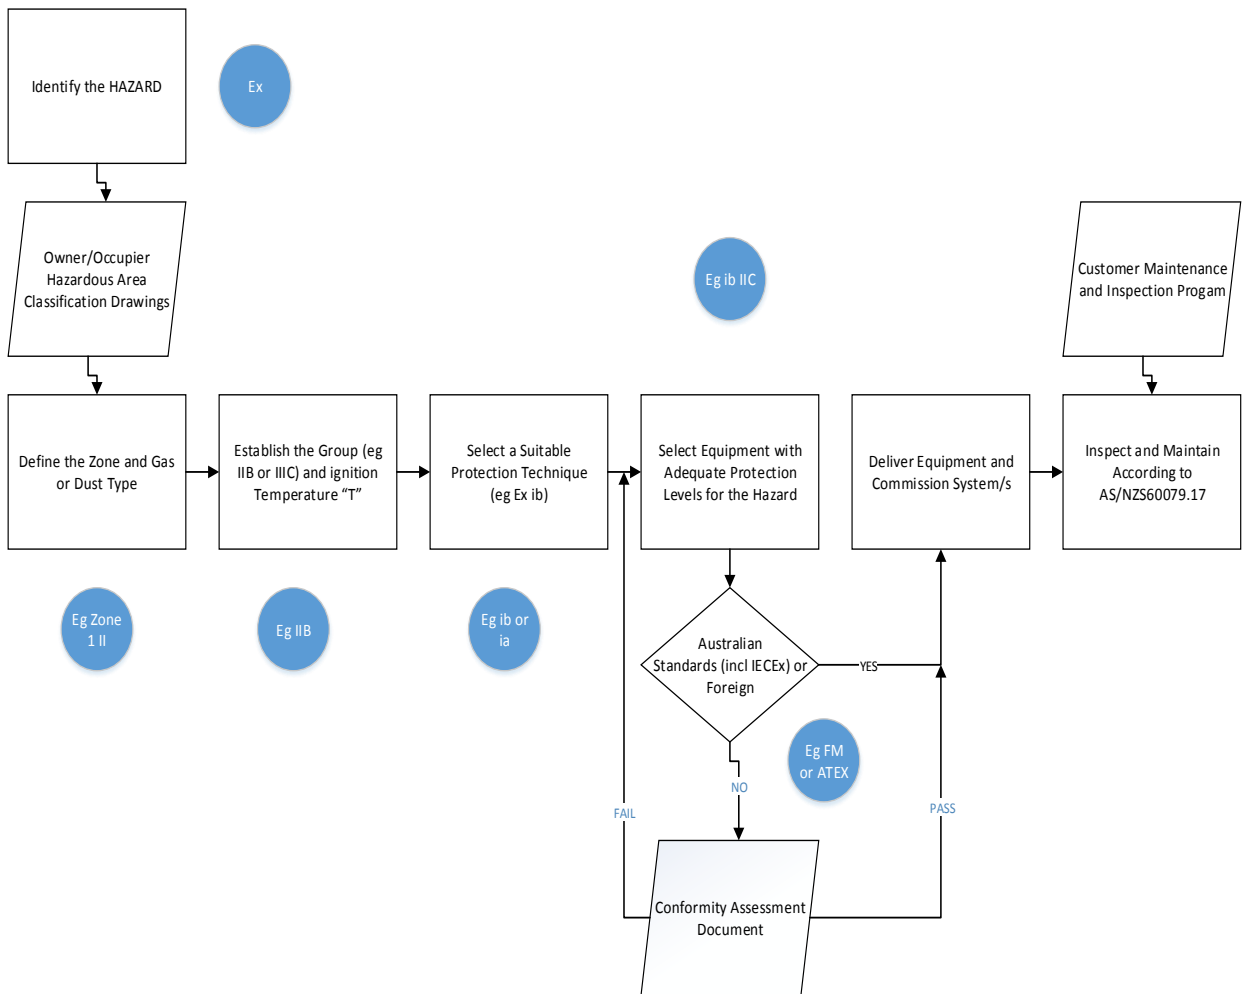 Identify the HAZARD
Ex
Owner/Occupier
Hazardous Area
Classification Drawings
Eg ib IIC
Customer Maintenance
and Inspection Progam
Define the Zone and Gas
or Dust Type
Establish the Group (eg
IIB or IIIC) and ignition
Temperature “T”
Select a Suitable
Protection Technique
(eg Ex ib)
Select Equipment with
Adequate Protection
Levels for the Hazard
Deliver Equipment and
Commission System/s
Inspect and Maintain
According to
AS/NZS60079.17
Eg Zone
1 II
Eg IIB
Eg ib or
ia
Australian
Standards (incl IECEx) or
Foreign
YES
Eg FM
or ATEX
NO
FAIL
PASS
Conformity Assessment
Document